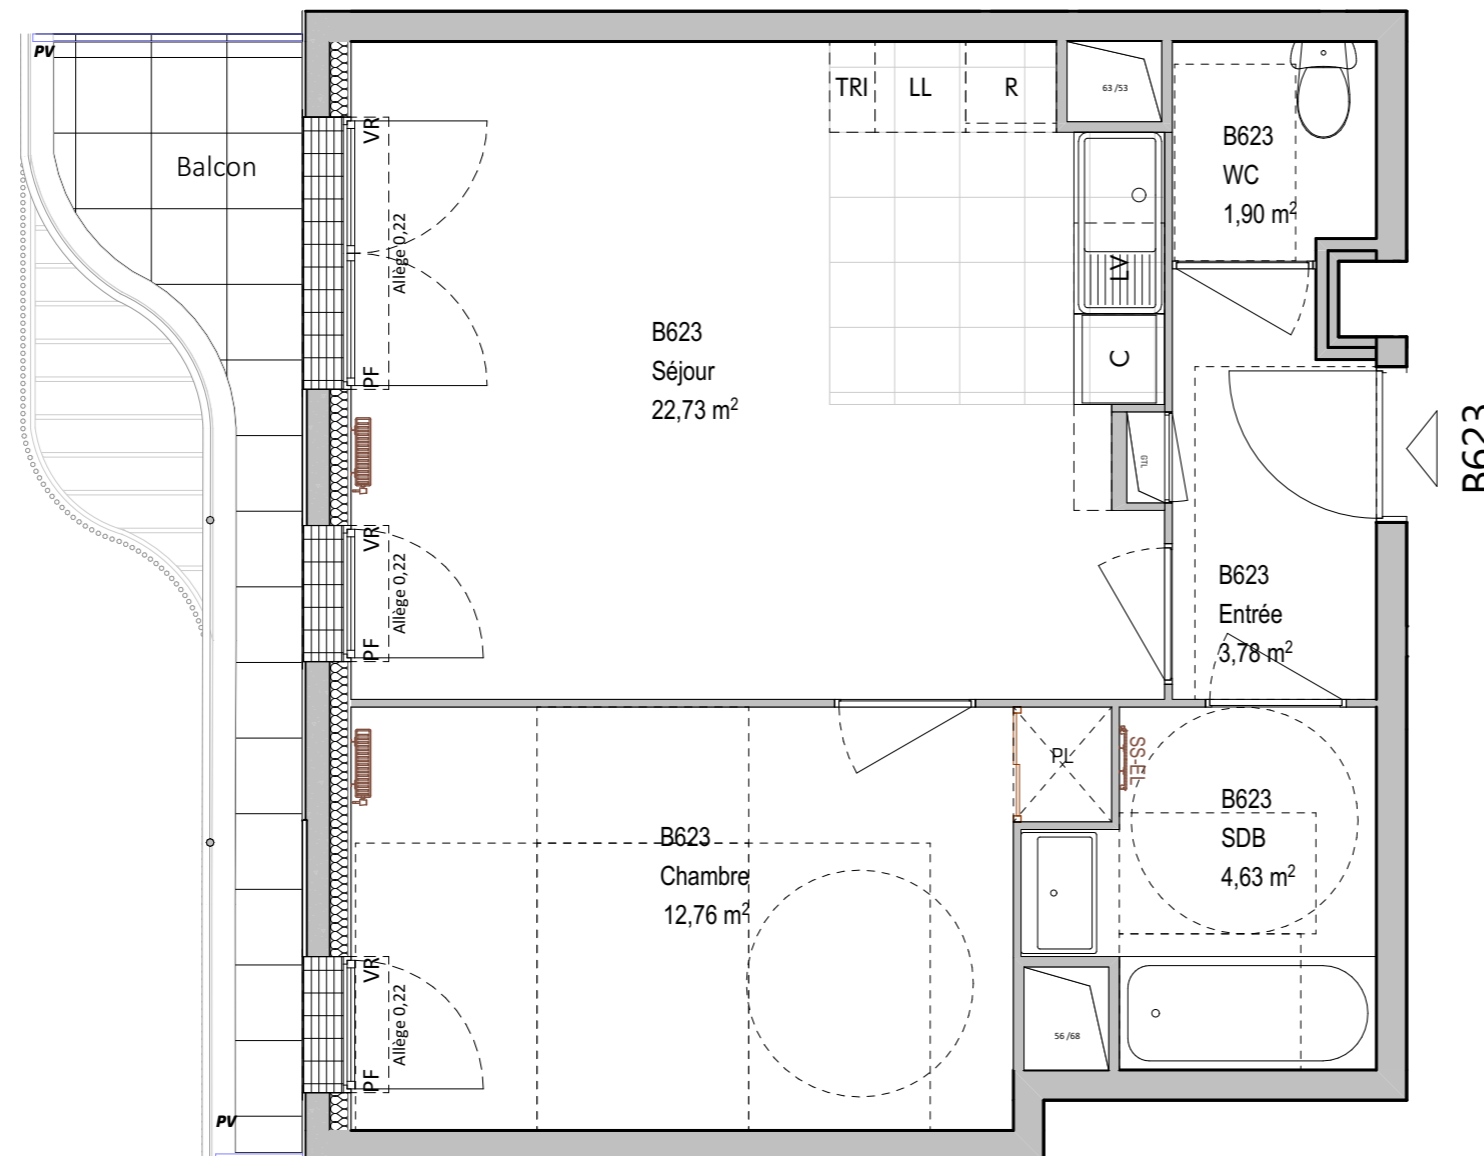 PV
Balcon
VR
Allège 0,22
PF
TRI
LL
R
63 /53
B623
WC
1,90 m²
LV
C
B623
Séjour
22,73 m²
GTL
B623
VR
Allège 0,22
PF
B623
Entrée
3,78 m²
PL
SS-EL
B623
SDB
4,63 m²
B623
Chambre
12,76 m²
VR
Allège 0,22
PF
56 /68
PV